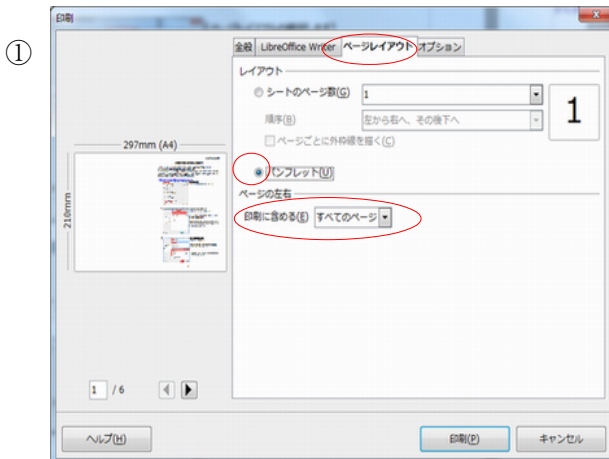 印刷
①
全般 LibreOffice Writer ページレイアウト オプション
レイアウト
シートのページ数(G) 1
順序(B) 左から右へ、その後下へ
ページごとに外枠線を描く(C)
1
297mm (A4)
210mm
パンフレット(U)
ページの左右
印刷に含める(E) すべてのページ
1 / 6
ヘルプ(H) 印刷(P) キャンセル